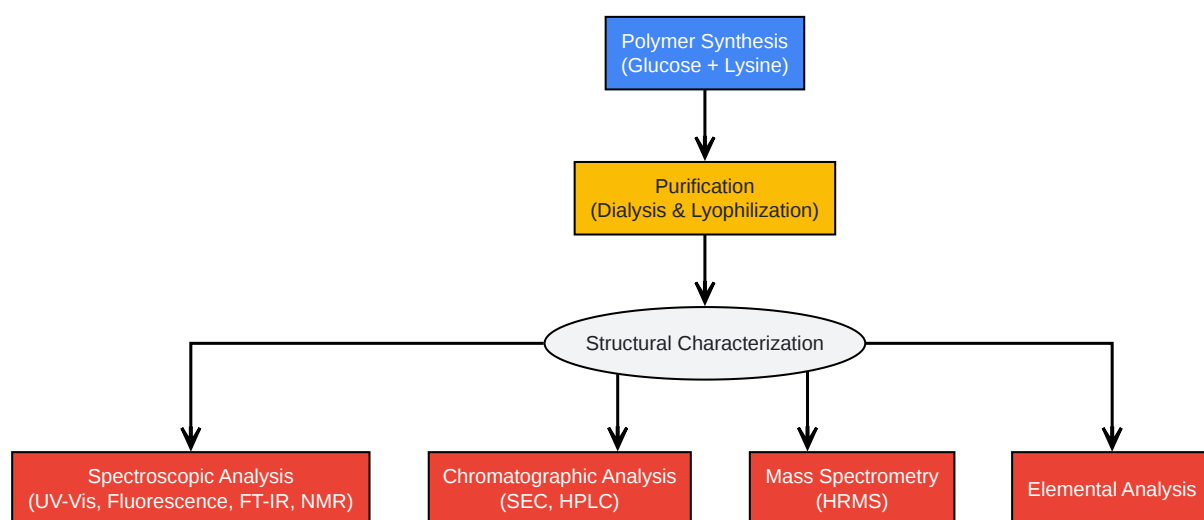 Polymer Synthesis
(Glucose + Lysine)
Purification
(Dialysis & Lyophilization)
Structural Characterization
Spectroscopic Analysis
(UV-Vis, Fluorescence, FT-IR, NMR)
Chromatographic Analysis
(SEC, HPLC)
Mass Spectrometry
(HRMS)
Elemental Analysis